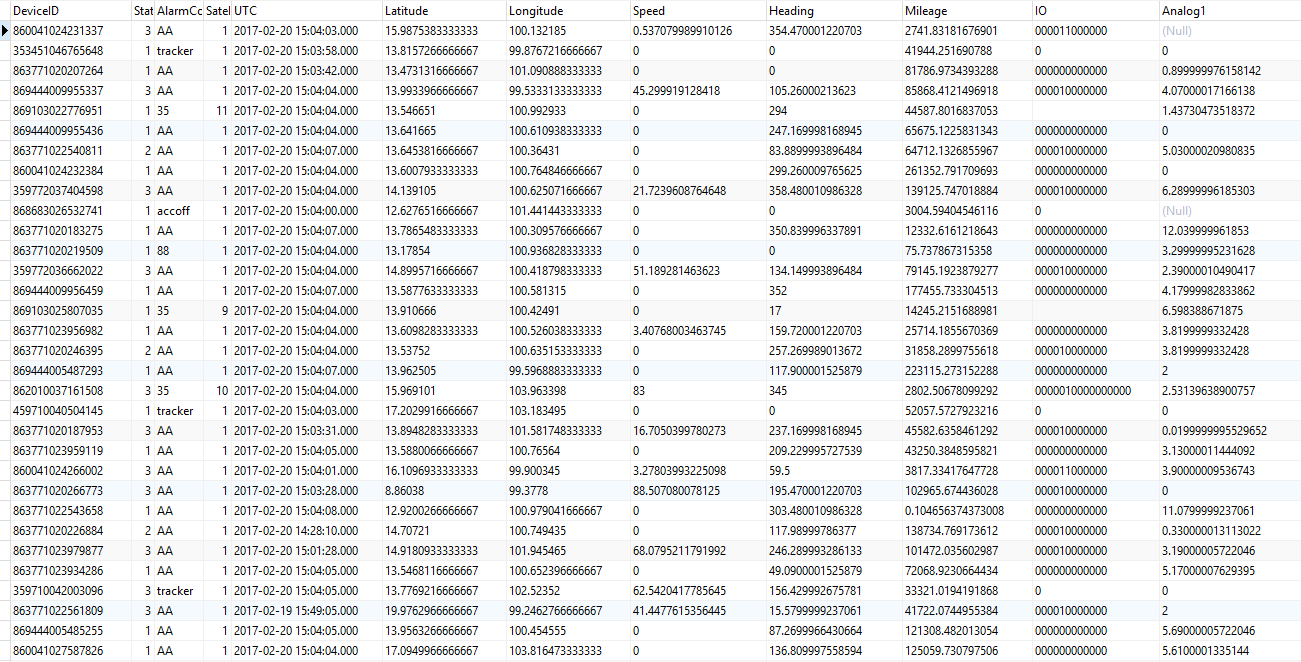 DeviceID Stat AlarmCc Satel UTC Latitude Longitude Speed Heading Mileage IO Analog1
860041024231337 3 AA 1 2017-02-20 15:04:03.000 15.9875383333333 100.132185 0.537079989910126 354.470001220703 2741.83181676901 000011000000 (Null)
353451046765648 1 tracker 1 2017-02-20 15:03:58.000 13.8157266666667 99.8767216666667 0 0 41944.251690788 0 0
863771020207264 1 AA 1 2017-02-20 15:03:42.000 13.4731316666667 101.090888333333 0 0 81786.9734393288 000000000000 0.899999976158142
869444009955337 3 AA 1 2017-02-20 15:04:04.000 13.9933966666667 99.5333133333333 45.299919128418 105.26000213623 85868.4121496918 000010000000 4.07000017166138
869103022776951 1 35 11 2017-02-20 15:04:04.000 13.546651 100.992933 0 294 44587.8016837053 1.43730473518372
869444009955436 1 AA 1 2017-02-20 15:04:04.000 13.641665 100.610938333333 0 247.169998168945 65675.1225831343 000000000000 0
863771022540811 2 AA 1 2017-02-20 15:04:07.000 13.6453816666667 100.36431 0 83.8899993896484 64712.1326855967 000010000000 5.03000020980835
860041024232384 1 AA 1 2017-02-20 15:04:04.000 13.6007933333333 100.764846666667 0 299.260009765625 261352.791709693 000000000000 0
359772037404598 3 AA 1 2017-02-20 15:04:04.000 14.139105 100.625071666667 21.7239608764648 358.480010986328 139125.747018884 000010000000 6.28999996185303
868683026532741 1 accoff 1 2017-02-20 15:04:00.000 12.6276516666667 101.441443333333 0 0 3004.59404546116 0 (Null)
863771020183275 1 AA 1 2017-02-20 15:04:07.000 13.7865483333333 100.309576666667 0 350.839996337891 12332.6161218643 000000000000 12.039999961853
863771020219509 1 88 1 2017-02-20 15:04:04.000 13.17854 100.936828333333 0 0 75.737867315358 000000000000 3.29999995231628
359772036662022 3 AA 1 2017-02-20 15:04:04.000 14.8995716666667 100.418798333333 51.189281463623 134.149993896484 79145.1923879277 000010000000 2.39000010490417
869444009956459 1 AA 1 2017-02-20 15:04:07.000 13.5877633333333 100.581315 0 352 177455.733304513 000000000000 4.17999982833862
869103025807035 1 35 9 2017-02-20 15:04:04.000 13.910666 100.42491 0 17 14245.2151688981 6.598388671875
863771023956982 1 AA 1 2017-02-20 15:04:04.000 13.6098283333333 100.526038333333 3.40768003463745 159.720001220703 25714.1855670369 000000000000 3.8199999332428
863771020246395 2 AA 1 2017-02-20 15:04:04.000 13.53752 100.635153333333 0 257.269989013672 31858.2899755618 000010000000 3.8199999332428
869444005487293 1 AA 1 2017-02-20 15:04:07.000 13.962505 99.5968883333333 0 117.900001525879 223115.273152288 000000000000 2
862010037161508 3 35 10 2017-02-20 15:04:04.000 15.969101 103.963398 83 345 2802.50678099292 0000010000000000 2.53139638900757
459710040504145 1 tracker 1 2017-02-20 15:04:03.000 17.2029916666667 103.183495 0 0 52057.5727923216 0 0
863771020187953 3 AA 1 2017-02-20 15:03:31.000 13.8948283333333 101.581748333333 16.7050399780273 237.169998168945 45582.6358461292 000010000000 0.0199999995529652
863771023959119 1 AA 1 2017-02-20 15:04:05.000 13.5880066666667 100.76564 0 209.229995727539 43250.3848595821 000000000000 3.13000011444092
860041024266002 3 AA 1 2017-02-20 15:04:01.000 16.1096933333333 99.900345 3.27803993225098 59.5 3817.33417647728 000011000000 3.90000009536743
863771020266773 3 AA 1 2017-02-20 15:03:28.000 8.86038 99.3778 88.507080078125 195.470001220703 102965.674436028 000010000000 0
863771022543658 1 AA 1 2017-02-20 15:04:08.000 12.9200266666667 100.979041666667 0 303.480010986328 0.104656374373008 000000000000 11.0799999237061
863771020226884 2 AA 1 2017-02-20 14:28:10.000 14.70721 100.749435 0 117.98999786377 138734.769173612 000010000000 0.330000013113022
863771023979877 3 AA 1 2017-02-20 15:01:28.000 14.9180933333333 101.945465 68.0795211791992 246.289993286133 101472.035602987 000010000000 3.19000005722046
863771023934286 1 AA 1 2017-02-20 15:04:05.000 13.5468116666667 100.652396666667 0 49.0900001525879 72068.9230664434 000000000000 5.17000007629395
359710042003096 3 tracker 1 2017-02-20 15:04:05.000 13.7769216666667 102.52352 62.5420417785645 156.429992675781 33321.0194191868 0 0
863771022561809 3 AA 1 2017-02-19 15:49:05.000 19.9762966666667 99.2462766666667 41.4477615356445 15.5799999237061 41722.0744955384 000010000000 2
869444005485255 1 AA 1 2017-02-20 15:04:05.000 13.9563266666667 100.454555 0 87.2699966430664 121308.482013054 000000000000 5.69000005722046
860041027587826 1 AA 1 2017-02-20 15:04:04.000 17.0949966666667 103.816473333333 0 136.809997558594 125059.730797506 000000000000 5.6100001335144